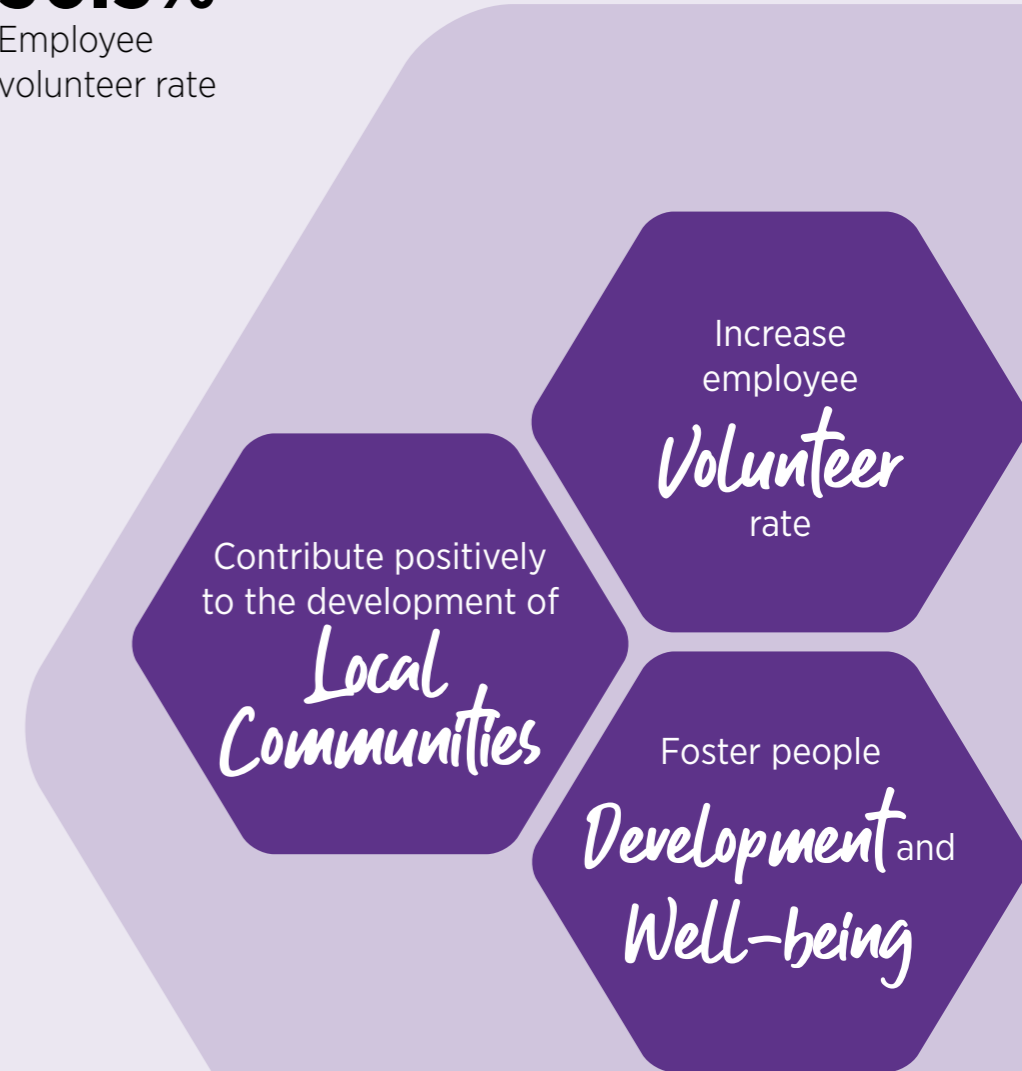 Employee
volunteer rate
Increase
employee
Volunteer
rate
Contribute positively
to the development of
Local
Communities
Foster people
Development and
Well-being